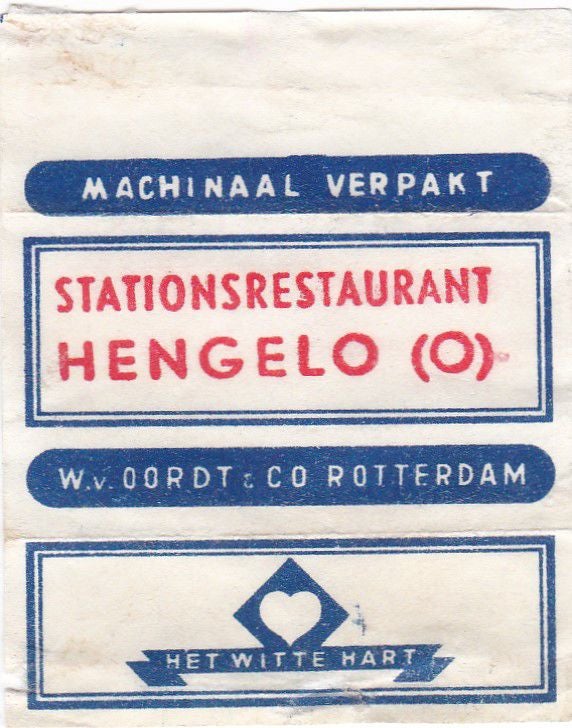 MACHINAAL VERPAKT
STATIONSRESTAURANT
HENGELO (O)
W.v. OORDT & CO ROTTERDAM
HET WITTE HART